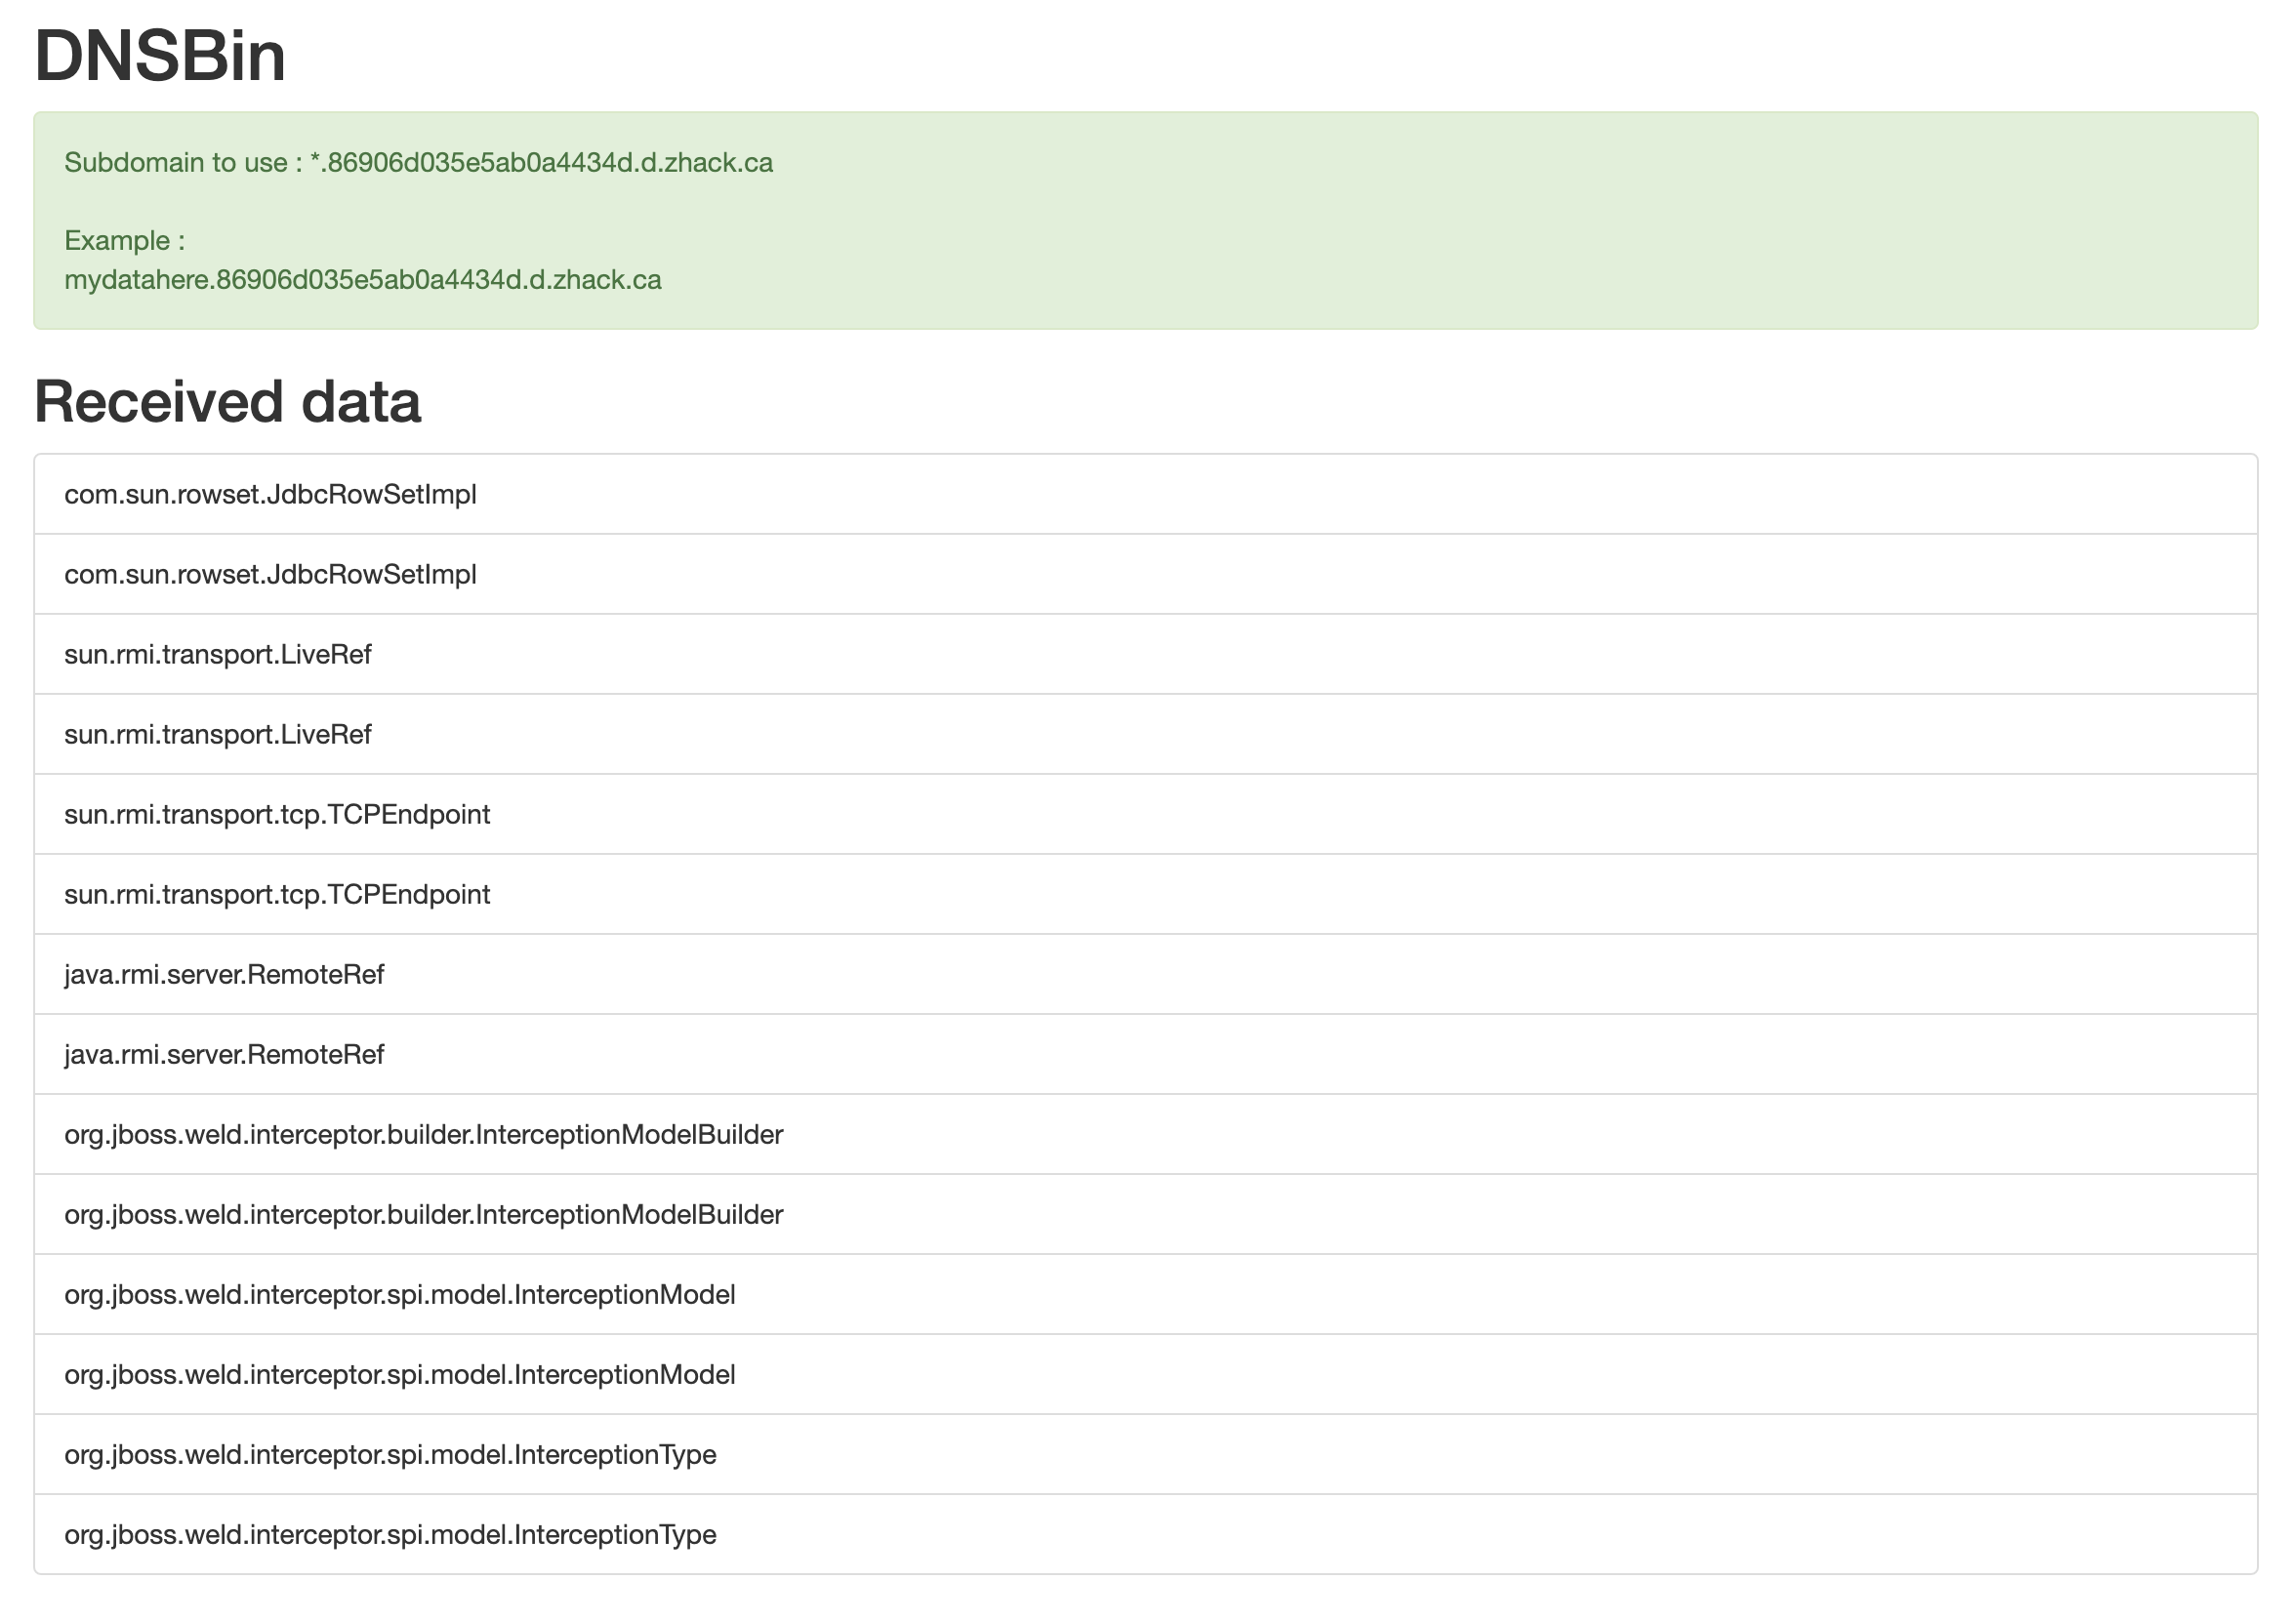 DNSBin
Subdomain to use : *.86906d035e5ab0a4434d.d.zhack.ca
Example :
mydatahere.86906d035e5ab0a4434d.d.zhack.ca
Received data
com.sun.rowset.JdbcRowSetImpl
com.sun.rowset.JdbcRowSetImpl
sun.rmi.transport.LiveRef
sun.rmi.transport.LiveRef
sun.rmi.transport.tcp.TCPEndpoint
sun.rmi.transport.tcp.TCPEndpoint
java.rmi.server.RemoteRef
java.rmi.server.RemoteRef
org.jboss.weld.interceptor.builder.InterceptionModelBuilder
org.jboss.weld.interceptor.builder.InterceptionModelBuilder
org.jboss.weld.interceptor.spi.model.InterceptionModel
org.jboss.weld.interceptor.spi.model.InterceptionModel
org.jboss.weld.interceptor.spi.model.InterceptionType
org.jboss.weld.interceptor.spi.model.InterceptionType